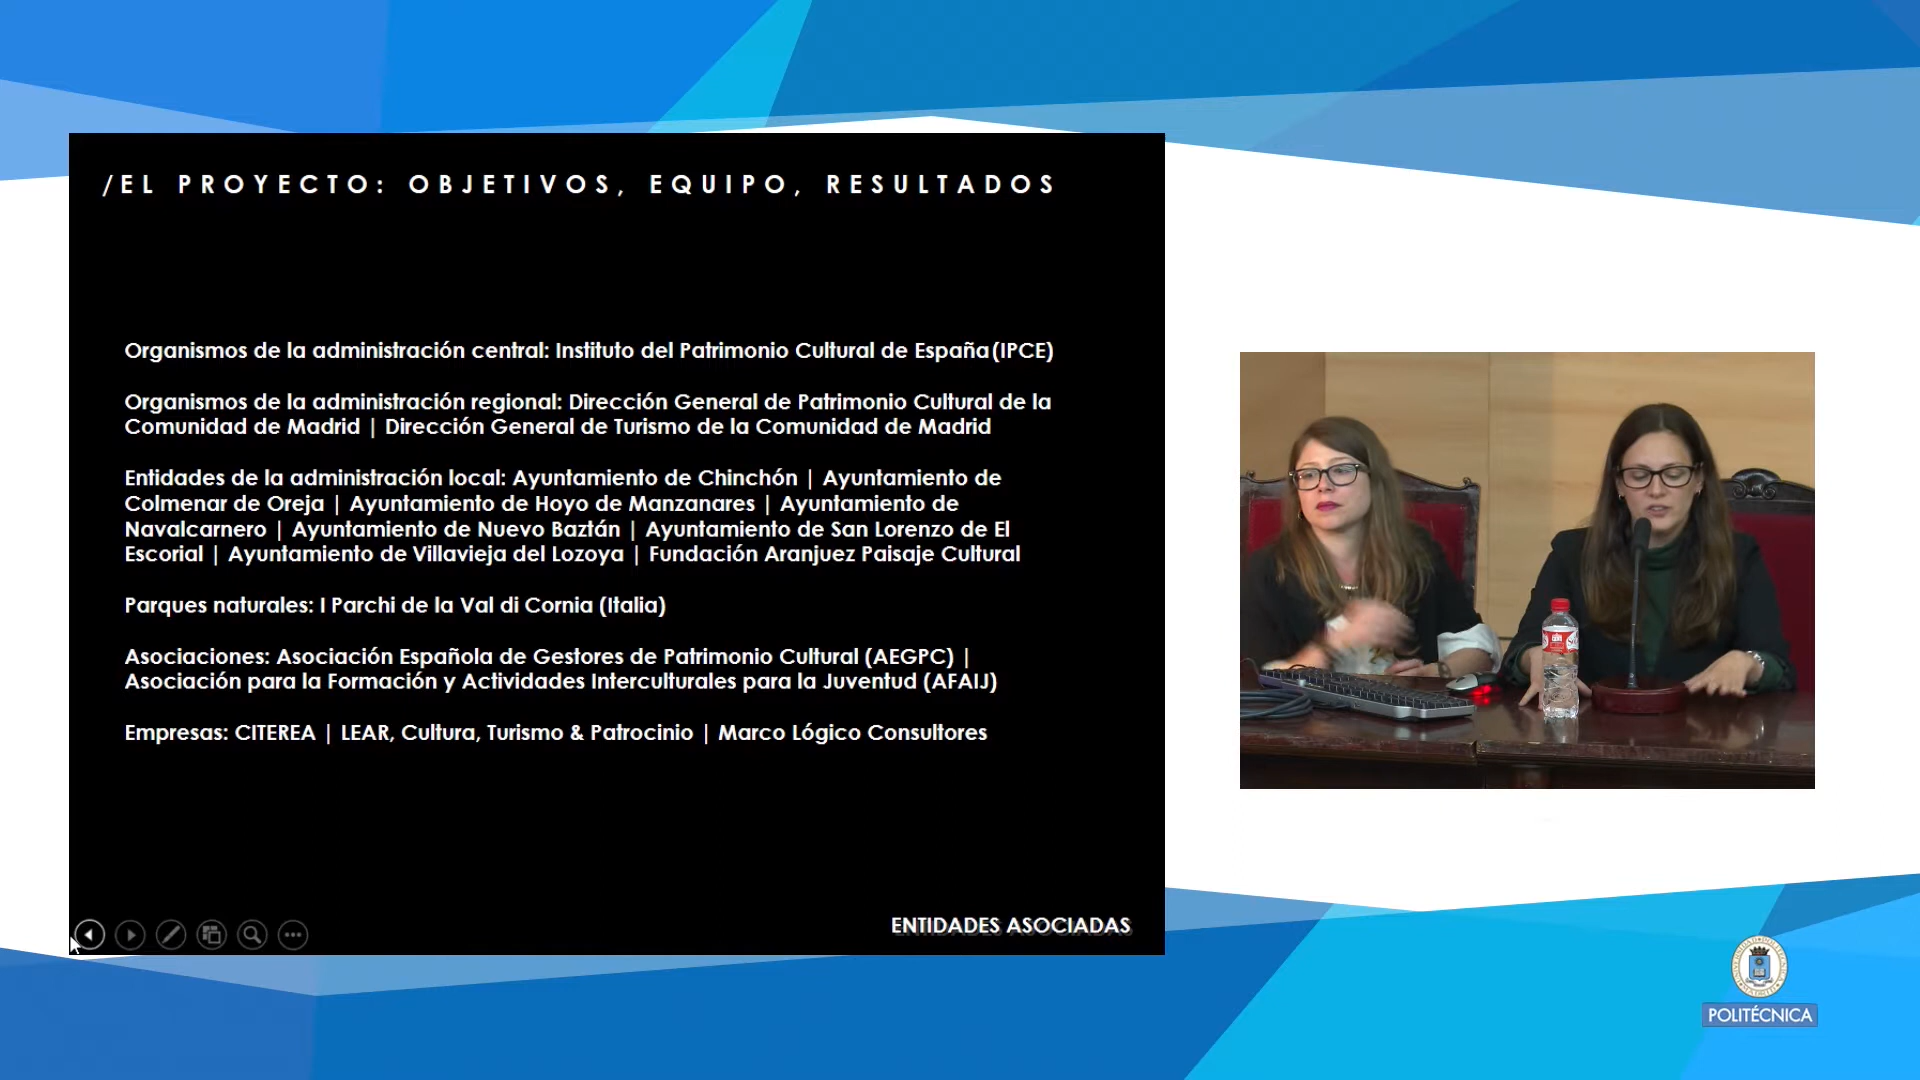 /EL PROYECTO: OBJETIVOS, EQUIPO, RESULTADOS
Organismos de la administración central: Instituto del Patrimonio Cultural de España (IPCE)
Organismos de la administración regional: Dirección General de Patrimonio Cultural de la
Comunidad de Madrid | Dirección General de Turismo de la Comunidad de Madrid
Entidades de la administración local: Ayuntamiento de Chinchón | Ayuntamiento de
Colmenar de Oreja | Ayuntamiento de Hoyo de Manzanares | Ayuntamiento de
Navalcarnero | Ayuntamiento de Nuevo Baztán | Ayuntamiento de San Lorenzo de El
Escorial | Ayuntamiento de Villavieja del Lozoya | Fundación Aranjuez Paisaje Cultural
Parques naturales: I Parchi de la Val di Cornia (Italia)
Asociaciones: Asociación Española de Gestores de Patrimonio Cultural (AEGPC) |
Asociación para la Formación y Actividades Interculturales para la Juventud (AFAIJ)
Empresas: CITEREA | LEAR, Cultura, Turismo & Patrocinio | Marco Lógico Consultores
ENTIDADES ASOCIADAS
POLITÉCNICA